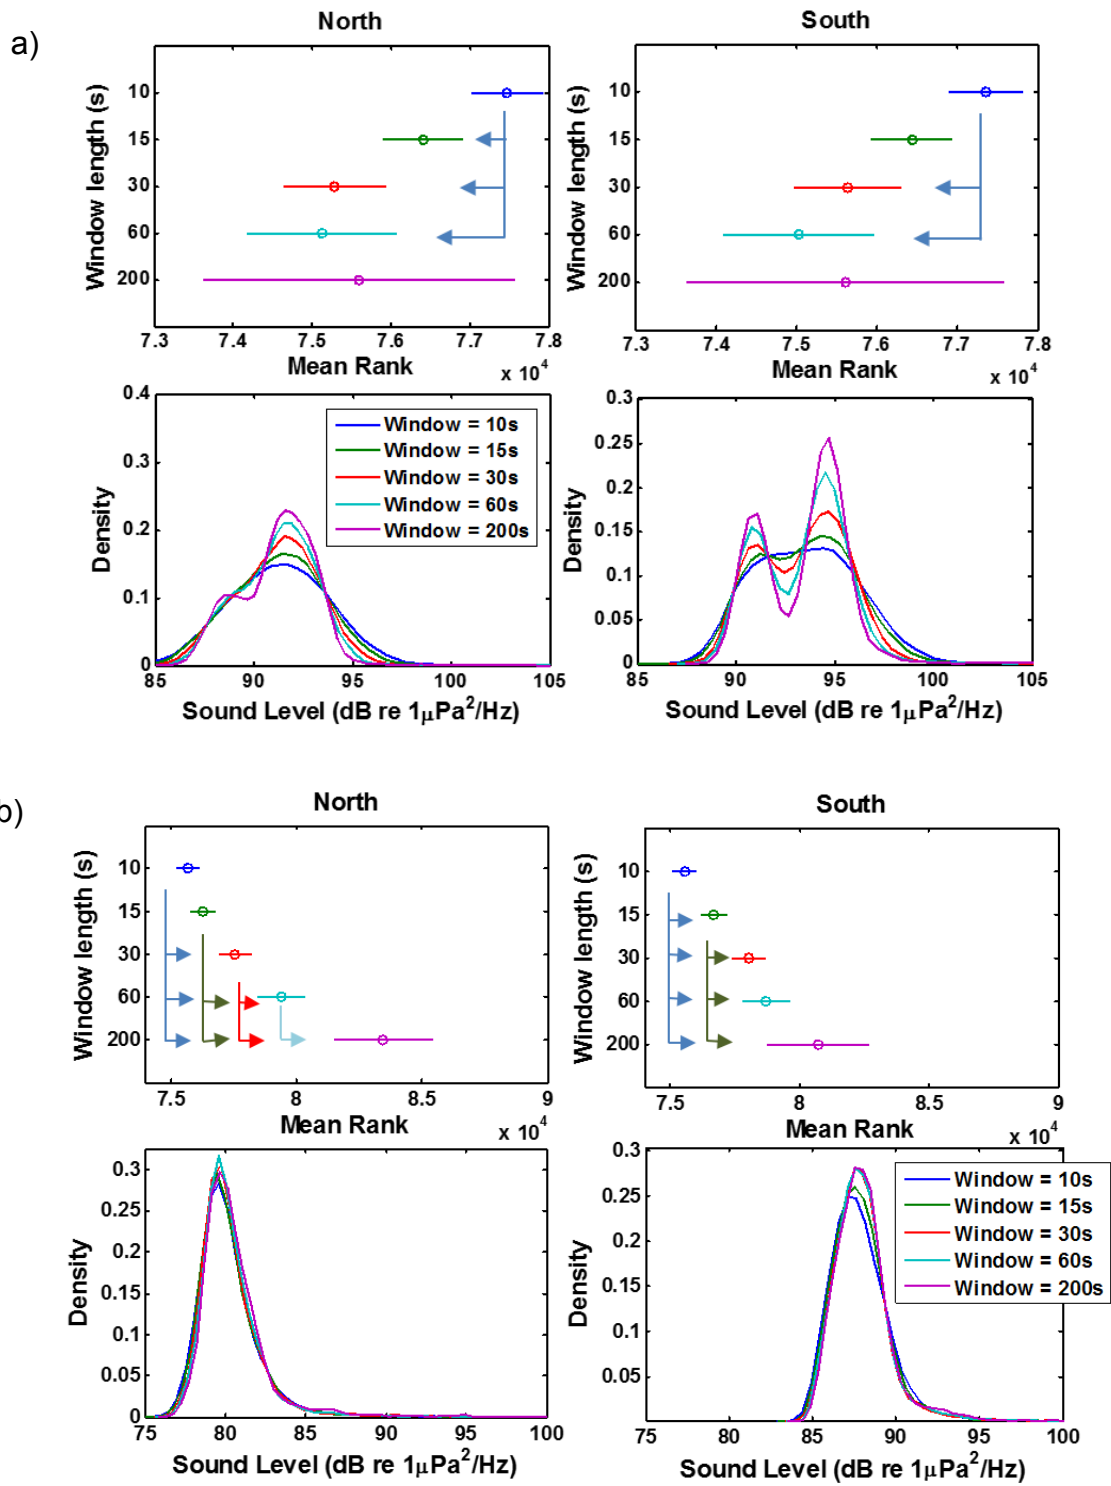 a)
North
South
Window length (s)
10
15
30
60
200
7.3 7.4 7.5 7.6 7.7 7.8
Mean Rank
x 10^4
Window length (s)
10
15
30
60
200
7.3 7.4 7.5 7.6 7.7 7.8
Mean Rank
x 10^4
Density
0.4
0.3
0.2
0.1
0
85 90 95 100 105
Sound Level (dB re 1μPa²/Hz)
Window = 10s
Window = 15s
Window = 30s
Window = 60s
Window = 200s
Density
0.3
0.25
0.2
0.15
0.1
0.05
0
85 90 95 100 105
Sound Level (dB re 1μPa²/Hz)
b)
North
South
Window length (s)
10
15
30
60
200
7.5 8 8.5 9
Mean Rank
x 10^4
Window length (s)
10
15
30
60
200
7.5 8 8.5 9
Mean Rank
x 10^4
Density
0.3
0.25
0.2
0.15
0.1
0.05
0
75 80 85 90 95 100
Sound Level (dB re 1μPa²/Hz)
Density
0.3
0.25
0.2
0.15
0.1
0.05
75 80 85 90 95 100
Sound Level (dB re 1μPa²/Hz)
Window = 10s
Window = 15s
Window = 30s
Window = 60s
Window = 200s